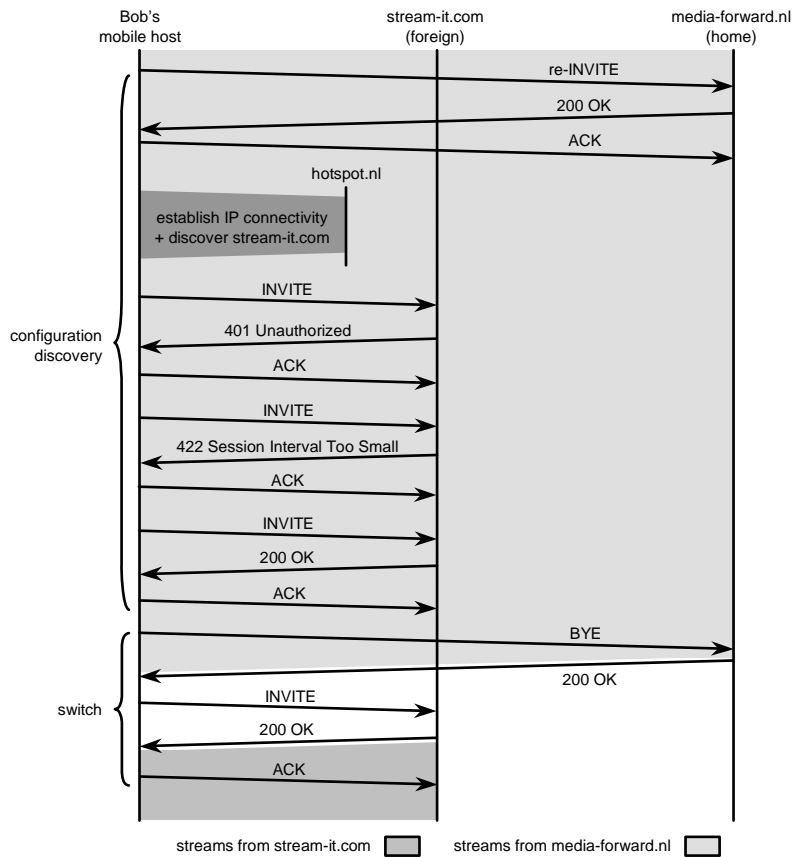 Bob's
mobile host
stream-it.com
(foreign)
media-forward.nl
(home)
re-INVITE
200 OK
ACK
hotspot.nl
establish IP connectivity
+ discover stream-it.com
INVITE
401 Unauthorized
configuration
discovery
ACK
INVITE
422 Session Interval Too Small
ACK
INVITE
200 OK
ACK
BYE
200 OK
INVITE
switch
200 OK
ACK
streams from stream-it.com
streams from media-forward.nl